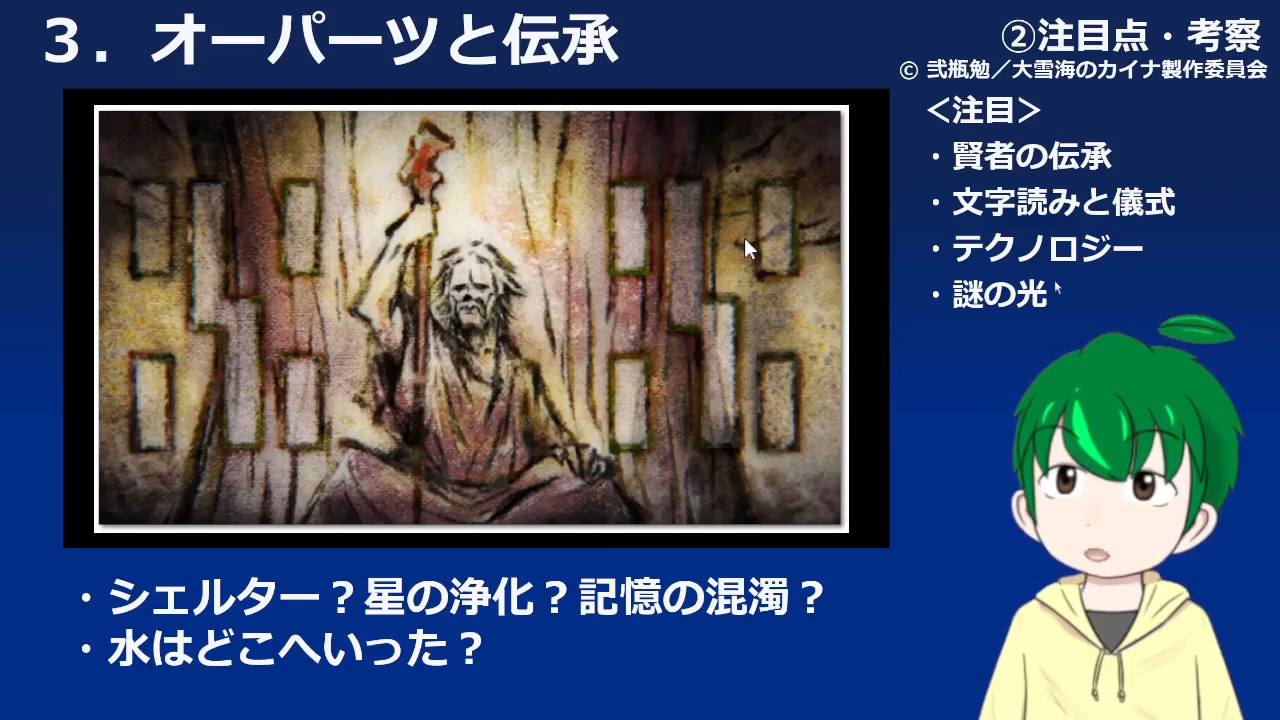 ３．オーパーツと伝承
②注目点・考察
© 弐瓶勉／大雪海のカイナ製作委員会
＜注目＞
・賢者の伝承
・文字読みと儀式
・テクノロジー
・謎の光
・シェルター？星の浄化？記憶の混濁？
・水はどこへいった？